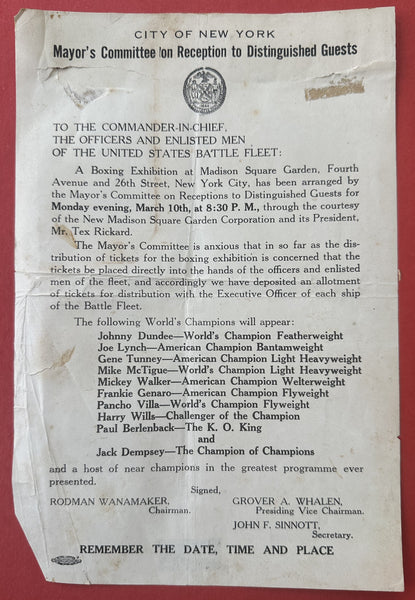 CITY OF NEW YORK
Mayor's Committee on Reception to Distinguished Guests
TO THE COMMANDER-IN-CHIEF,
THE OFFICERS AND ENLISTED MEN
OF THE UNITED STATES BATTLE FLEET:
A Boxing Exhibition at Madison Square Garden, Fourth
Avenue and 26th Street, New York City, has been arranged by
the Mayor's Committee on Receptions to Distinguished Guests for
Monday evening, March 10th, at 8:30 P. M., through the courtesy
of the New Madison Square Garden Corporation and its President,
Mr. Tex Rickard.
The Mayor's Committee is anxious that in so far as the dis-
tribution of tickets for the boxing exhibition is concerned that the
tickets be placed directly into the hands of the officers and enlisted
men of the fleet, and accordingly we have deposited an allotment
of tickets for distribution with the Executive Officer of each ship
of the Battle Fleet.
The following World's Champions will appear:
Johnny Dundee—World's Champion Featherweight
Joe Lynch—American Champion Bantamweight
Gene Tunney—American Champion Light Heavyweight
Mike McTigue—World's Champion Light Heavyweight
Mickey Walker—American Champion Welterweight
Frankie Genaro—American Champion Flyweight
Pancho Villa—World's Champion Flyweight
Harry Wills—Challenger of the Champion
Paul Berlenback—The K. O. King
and
Jack Dempsey—The Champion of Champions
and a host of near champions in the greatest programme ever
presented.
Signed,
RODMAN WANAMAKER,
Chairman.
GROVER A. WHALEN,
Presiding Vice Chairman.
JOHN F. SINNOTT,
Secretary.
REMEMBER THE DATE, TIME AND PLACE